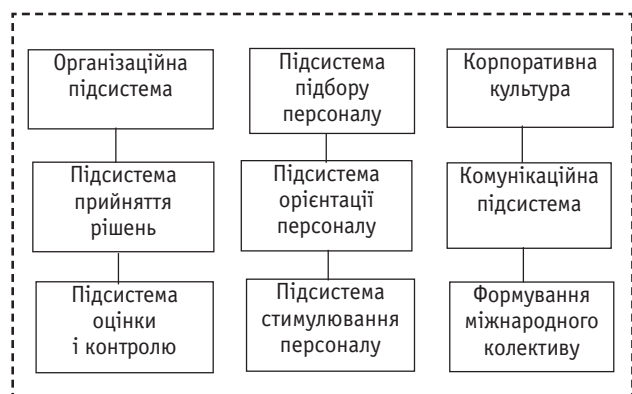 Організаційна
підсистема
Підсистема
підбору
персоналу
Корпоративна
культура
Підсистема
прийняття
рішень
Підсистема
орієнтації
персоналу
Комунікаційна
підсистема
Підсистема
оцінки
і контролю
Підсистема
стимулювання
персоналу
Формування
міжнародного
колективу